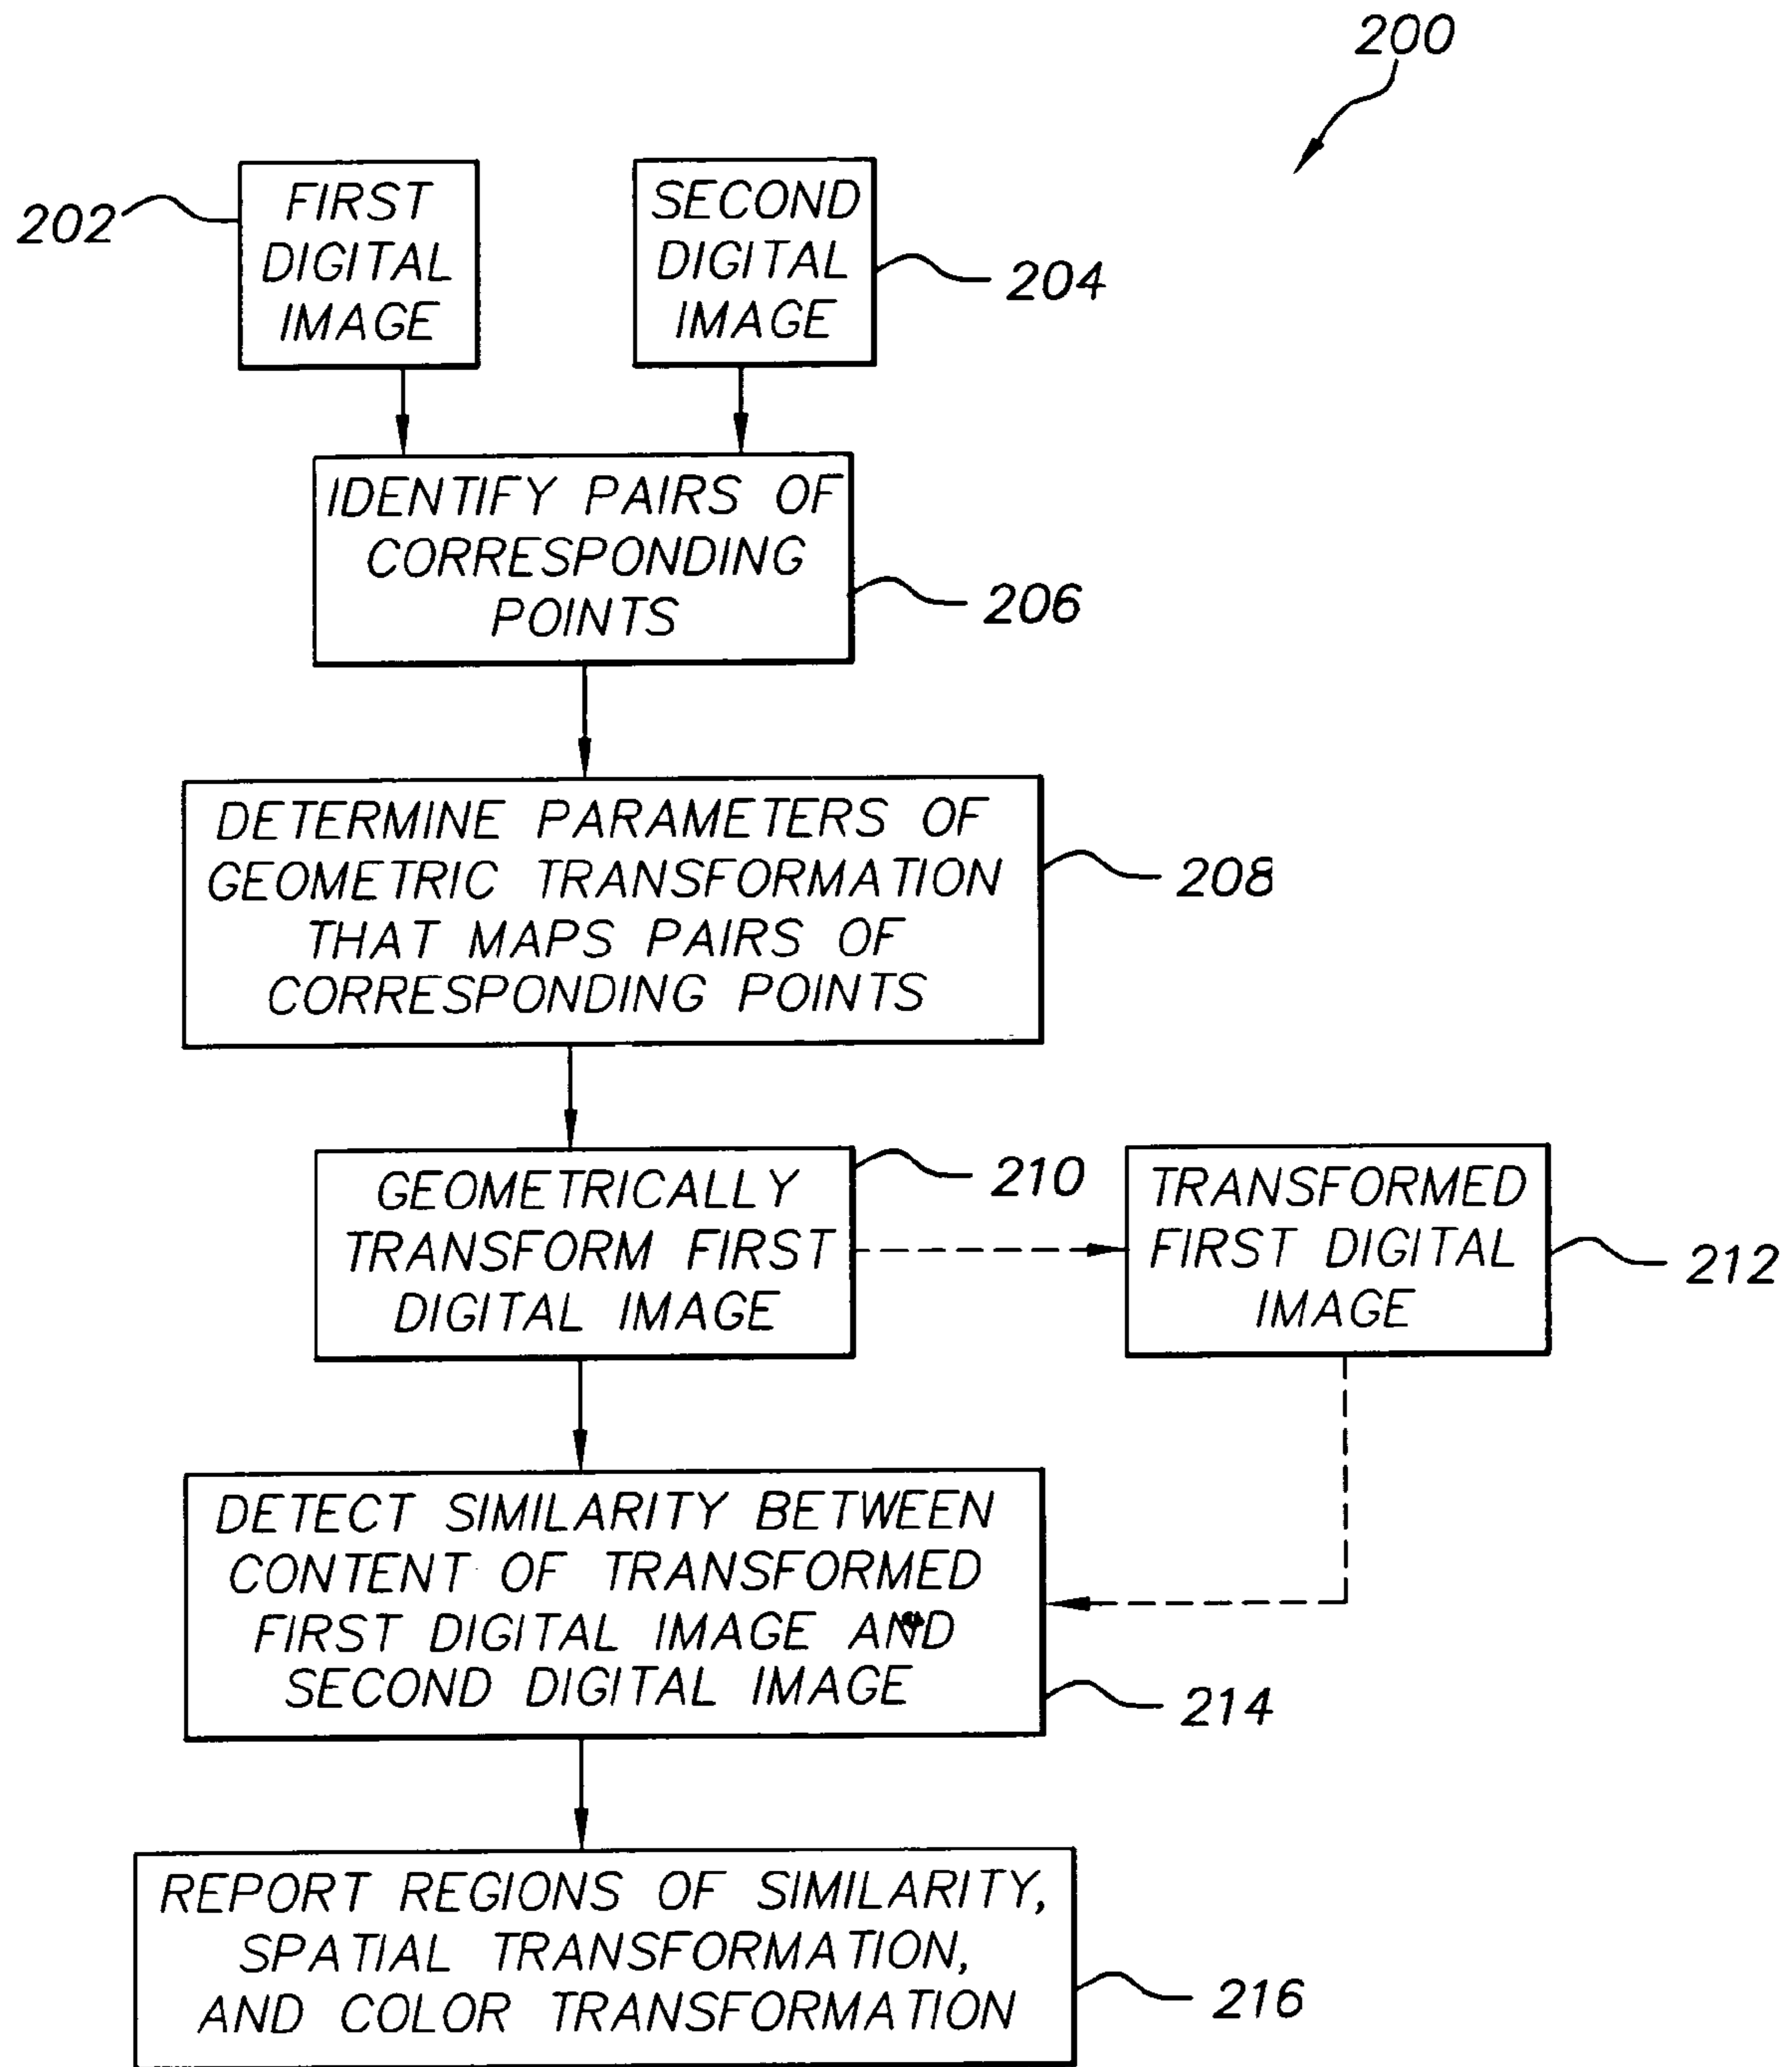 200
FIRST
DIGITAL
IMAGE
202
SECOND
DIGITAL
IMAGE
204
IDENTIFY PAIRS OF
CORRESPONDING
POINTS
206
DETERMINE PARAMETERS OF
GEOMETRIC TRANSFORMATION
THAT MAPS PAIRS OF
CORRESPONDING POINTS
208
GEOMETRICALLY
TRANSFORM FIRST
DIGITAL IMAGE
210
TRANSFORMED
FIRST DIGITAL
IMAGE
212
DETECT SIMILARITY BETWEEN
CONTENT OF TRANSFORMED
FIRST DIGITAL IMAGE AND
SECOND DIGITAL IMAGE
214
REPORT REGIONS OF SIMILARITY,
SPATIAL TRANSFORMATION,
AND COLOR TRANSFORMATION
216